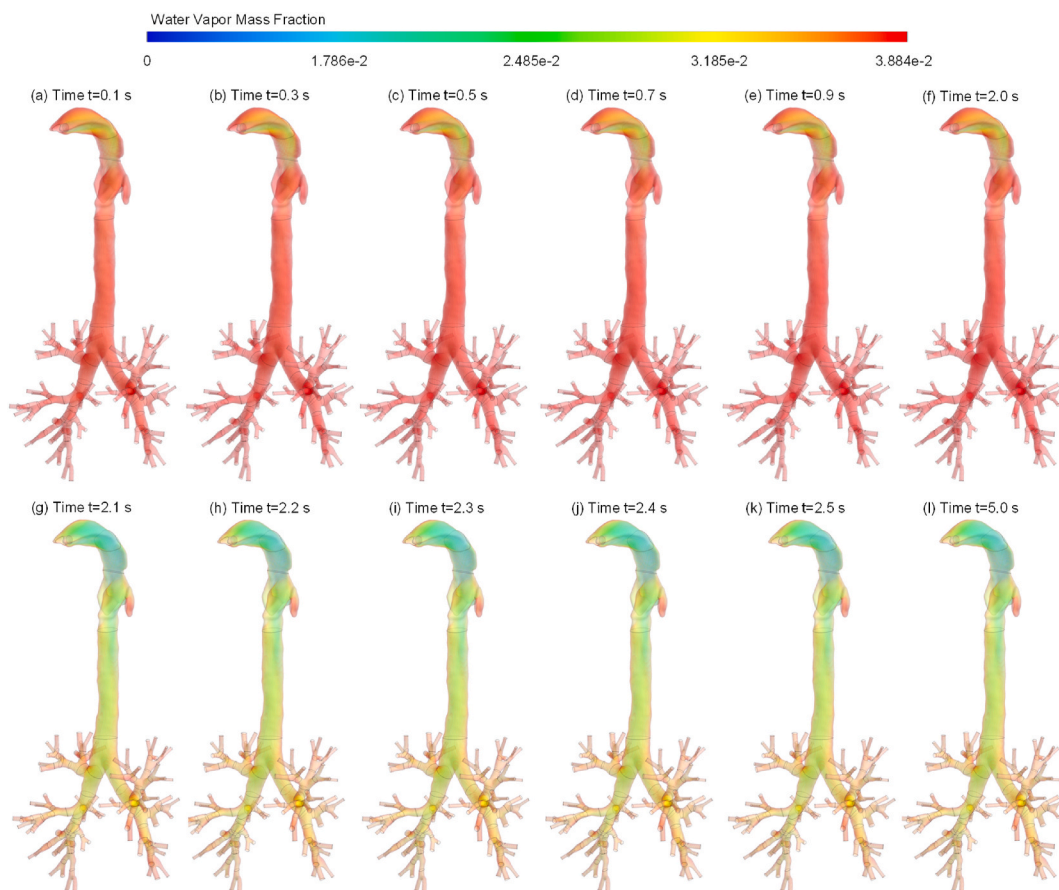 Water Vapor Mass Fraction
0 1.786e-2 2.485e-2 3.185e-2 3.884e-2
(a) Time t=0.1 s (b) Time t=0.3 s (c) Time t=0.5 s (d) Time t=0.7 s (e) Time t=0.9 s (f) Time t=2.0 s
(g) Time t=2.1 s (h) Time t=2.2 s (i) Time t=2.3 s (j) Time t=2.4 s (k) Time t=2.5 s (l) Time t=5.0 s